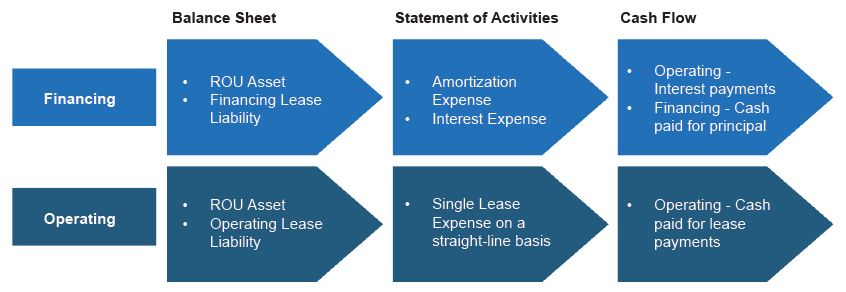 Balance Sheet
Statement of Activities
Cash Flow
Financing
• ROU Asset
• Financing Lease
Liability
• Amortization
Expense
• Interest Expense
• Operating -
Interest payments
• Financing - Cash
paid for principal
Operating
• ROU Asset
• Operating Lease
Liability
• Single Lease
Expense on a
straight-line basis
• Operating - Cash
paid for lease
payments